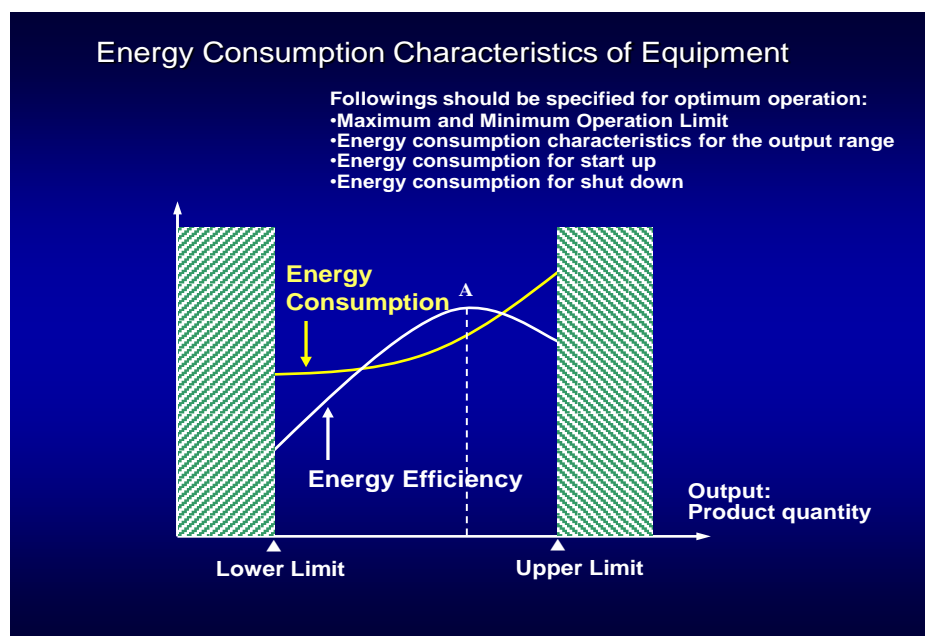 Energy Consumption Characteristics of Equipment
Followings should be specified for optimum operation:
•Maximum and Minimum Operation Limit
•Energy consumption characteristics for the output range
•Energy consumption for start up
•Energy consumption for shut down
Energy
Consumption
A
Energy Efficiency
Output:
Product quantity
Lower Limit
Upper Limit